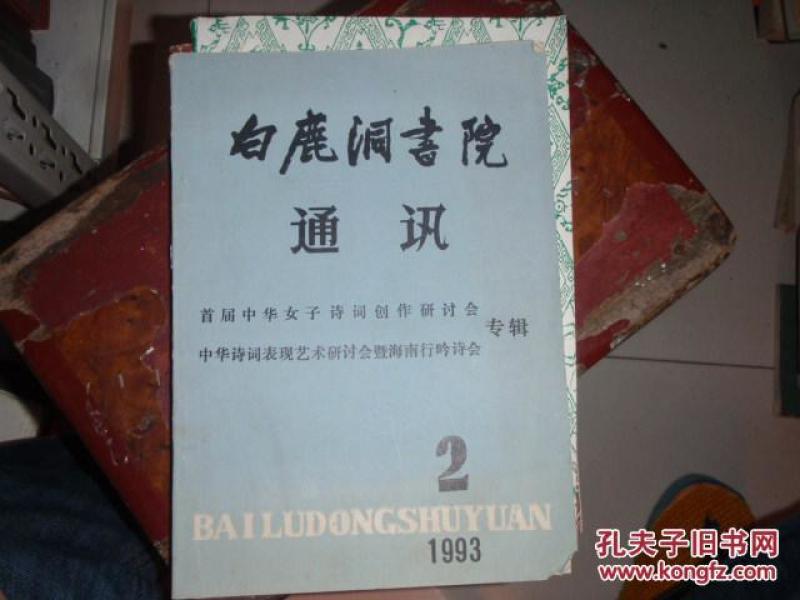 白鹿洞书院
通讯
首届中华女子诗词创作研讨会
中华诗词表现艺术研讨会暨海南行吟诗会
专辑
2
BAILUDONGSHUYUAN
1993
孔夫子旧书网
www.kongfz.com